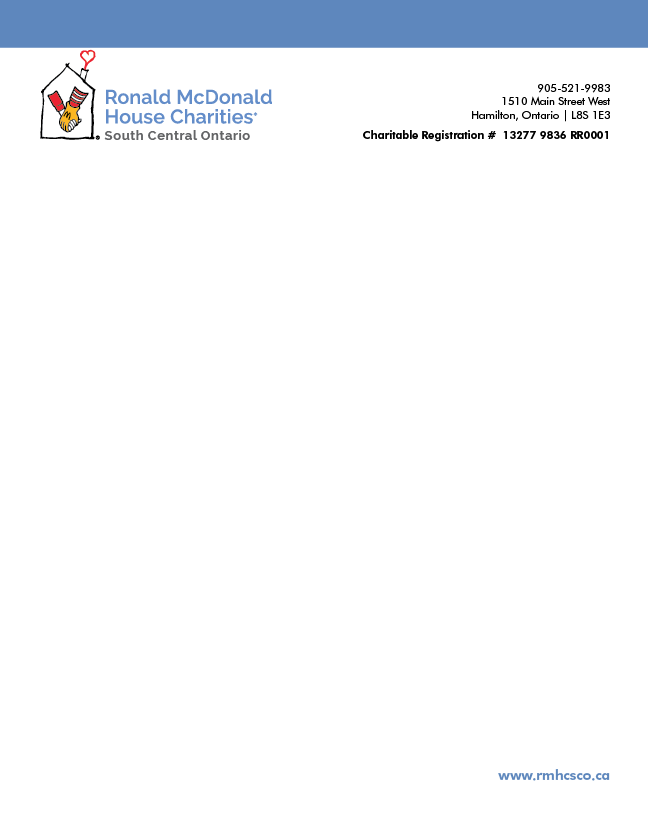 Ronald McDonald
House Charities®
South Central Ontario
905-521-9983
1510 Main Street West
Hamilton, Ontario | L8S 1E3
Charitable Registration # 13277 9836 RR0001
www.rmhcsco.ca